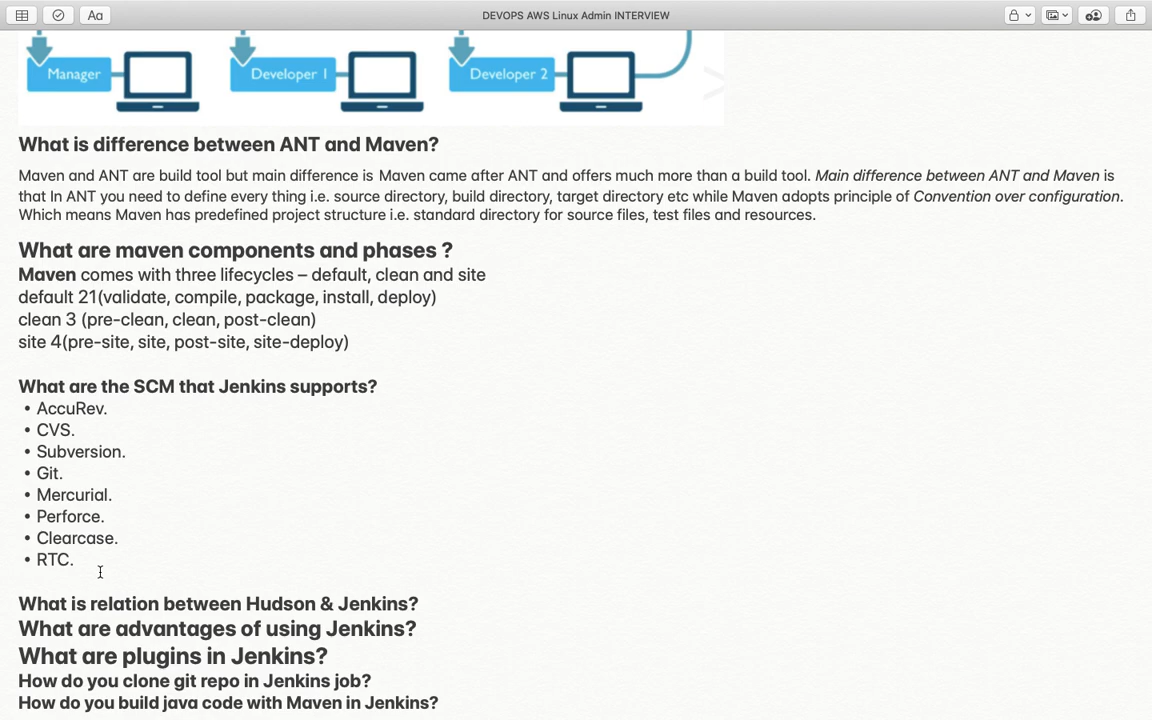 DEVOPS AWS Linux Admin INTERVIEW
Aa
Manager
Developer 1
Developer 2
What is difference between ANT and Maven?
Maven and ANT are build tool but main difference is Maven came after ANT and offers much more than a build tool. Main difference between ANT and Maven is
that In ANT you need to define every thing i.e. source directory, build directory, target directory etc while Maven adopts principle of Convention over configuration.
Which means Maven has predefined project structure i.e. standard directory for source files, test files and resources.
What are maven components and phases ?
Maven comes with three lifecycles – default, clean and site
default 21(validate, compile, package, install, deploy)
clean 3 (pre-clean, clean, post-clean)
site 4(pre-site, site, post-site, site-deploy)
What are the SCM that Jenkins supports?
• AccuRev.
• CVS.
• Subversion.
• Git.
• Mercurial.
• Perforce.
• Clearcase.
• RTC.
What is relation between Hudson & Jenkins?
What are advantages of using Jenkins?
What are plugins in Jenkins?
How do you clone git repo in Jenkins job?
How do you build java code with Maven in Jenkins?